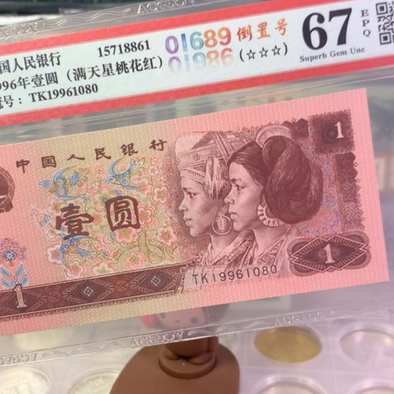 国人民银行 15718861 01689 倒置号 67 EPQ
996年壹圆（满天星桃花红） 01986 (☆☆☆) Superb Gem Unc
号: TK19961080
中国人民银行
1
壹圆
TK19961080
1
1